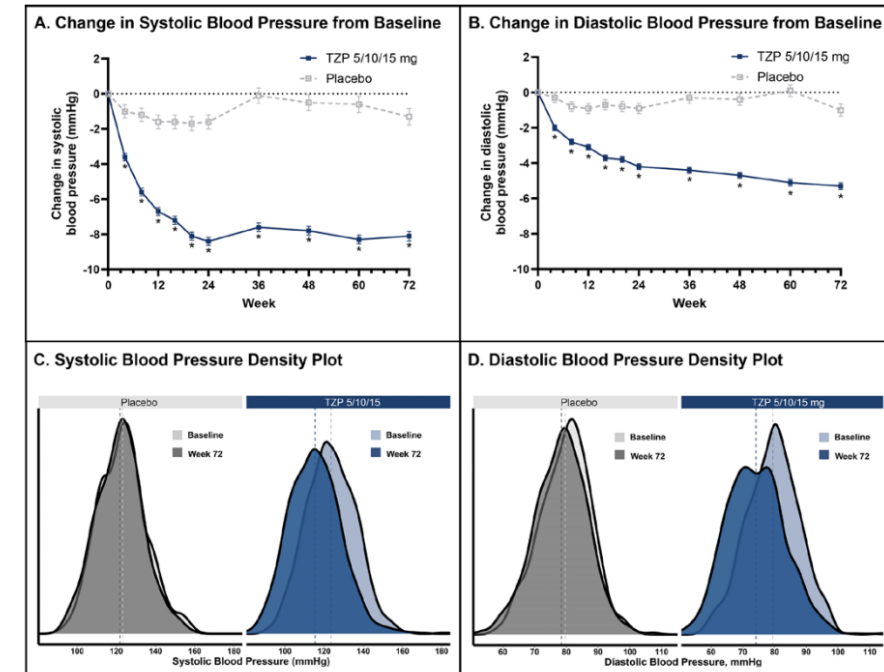 A. Change in Systolic Blood Pressure from Baseline
2
0
-2
-4
-6
-8
-10
Change in systolic
blood pressure (mmHg)
TZP 5/10/15 mg
Placebo
* * * * * * * * * *
0 12 24 36 48 60 72
Week
B. Change in Diastolic Blood Pressure from Baseline
2
0
-2
-4
-6
-8
-10
Change in diastolic
blood pressure (mmHg)
TZP 5/10/15 mg
Placebo
* * * * * * * * * *
0 12 24 36 48 60 72
Week
C. Systolic Blood Pressure Density Plot
Placebo
Baseline
Week 72
TZP 5/10/15
Baseline
Week 72
100 120 140 160 180 100 120 140 160 180
Systolic Blood Pressure (mmHg)
D. Diastolic Blood Pressure Density Plot
Placebo
Baseline
Week 72
TZP 5/10/15 mg
Baseline
Week 72
60 70 80 90 100 110 60 70 80 90 100 110
Diastolic Blood Pressure, mmHg